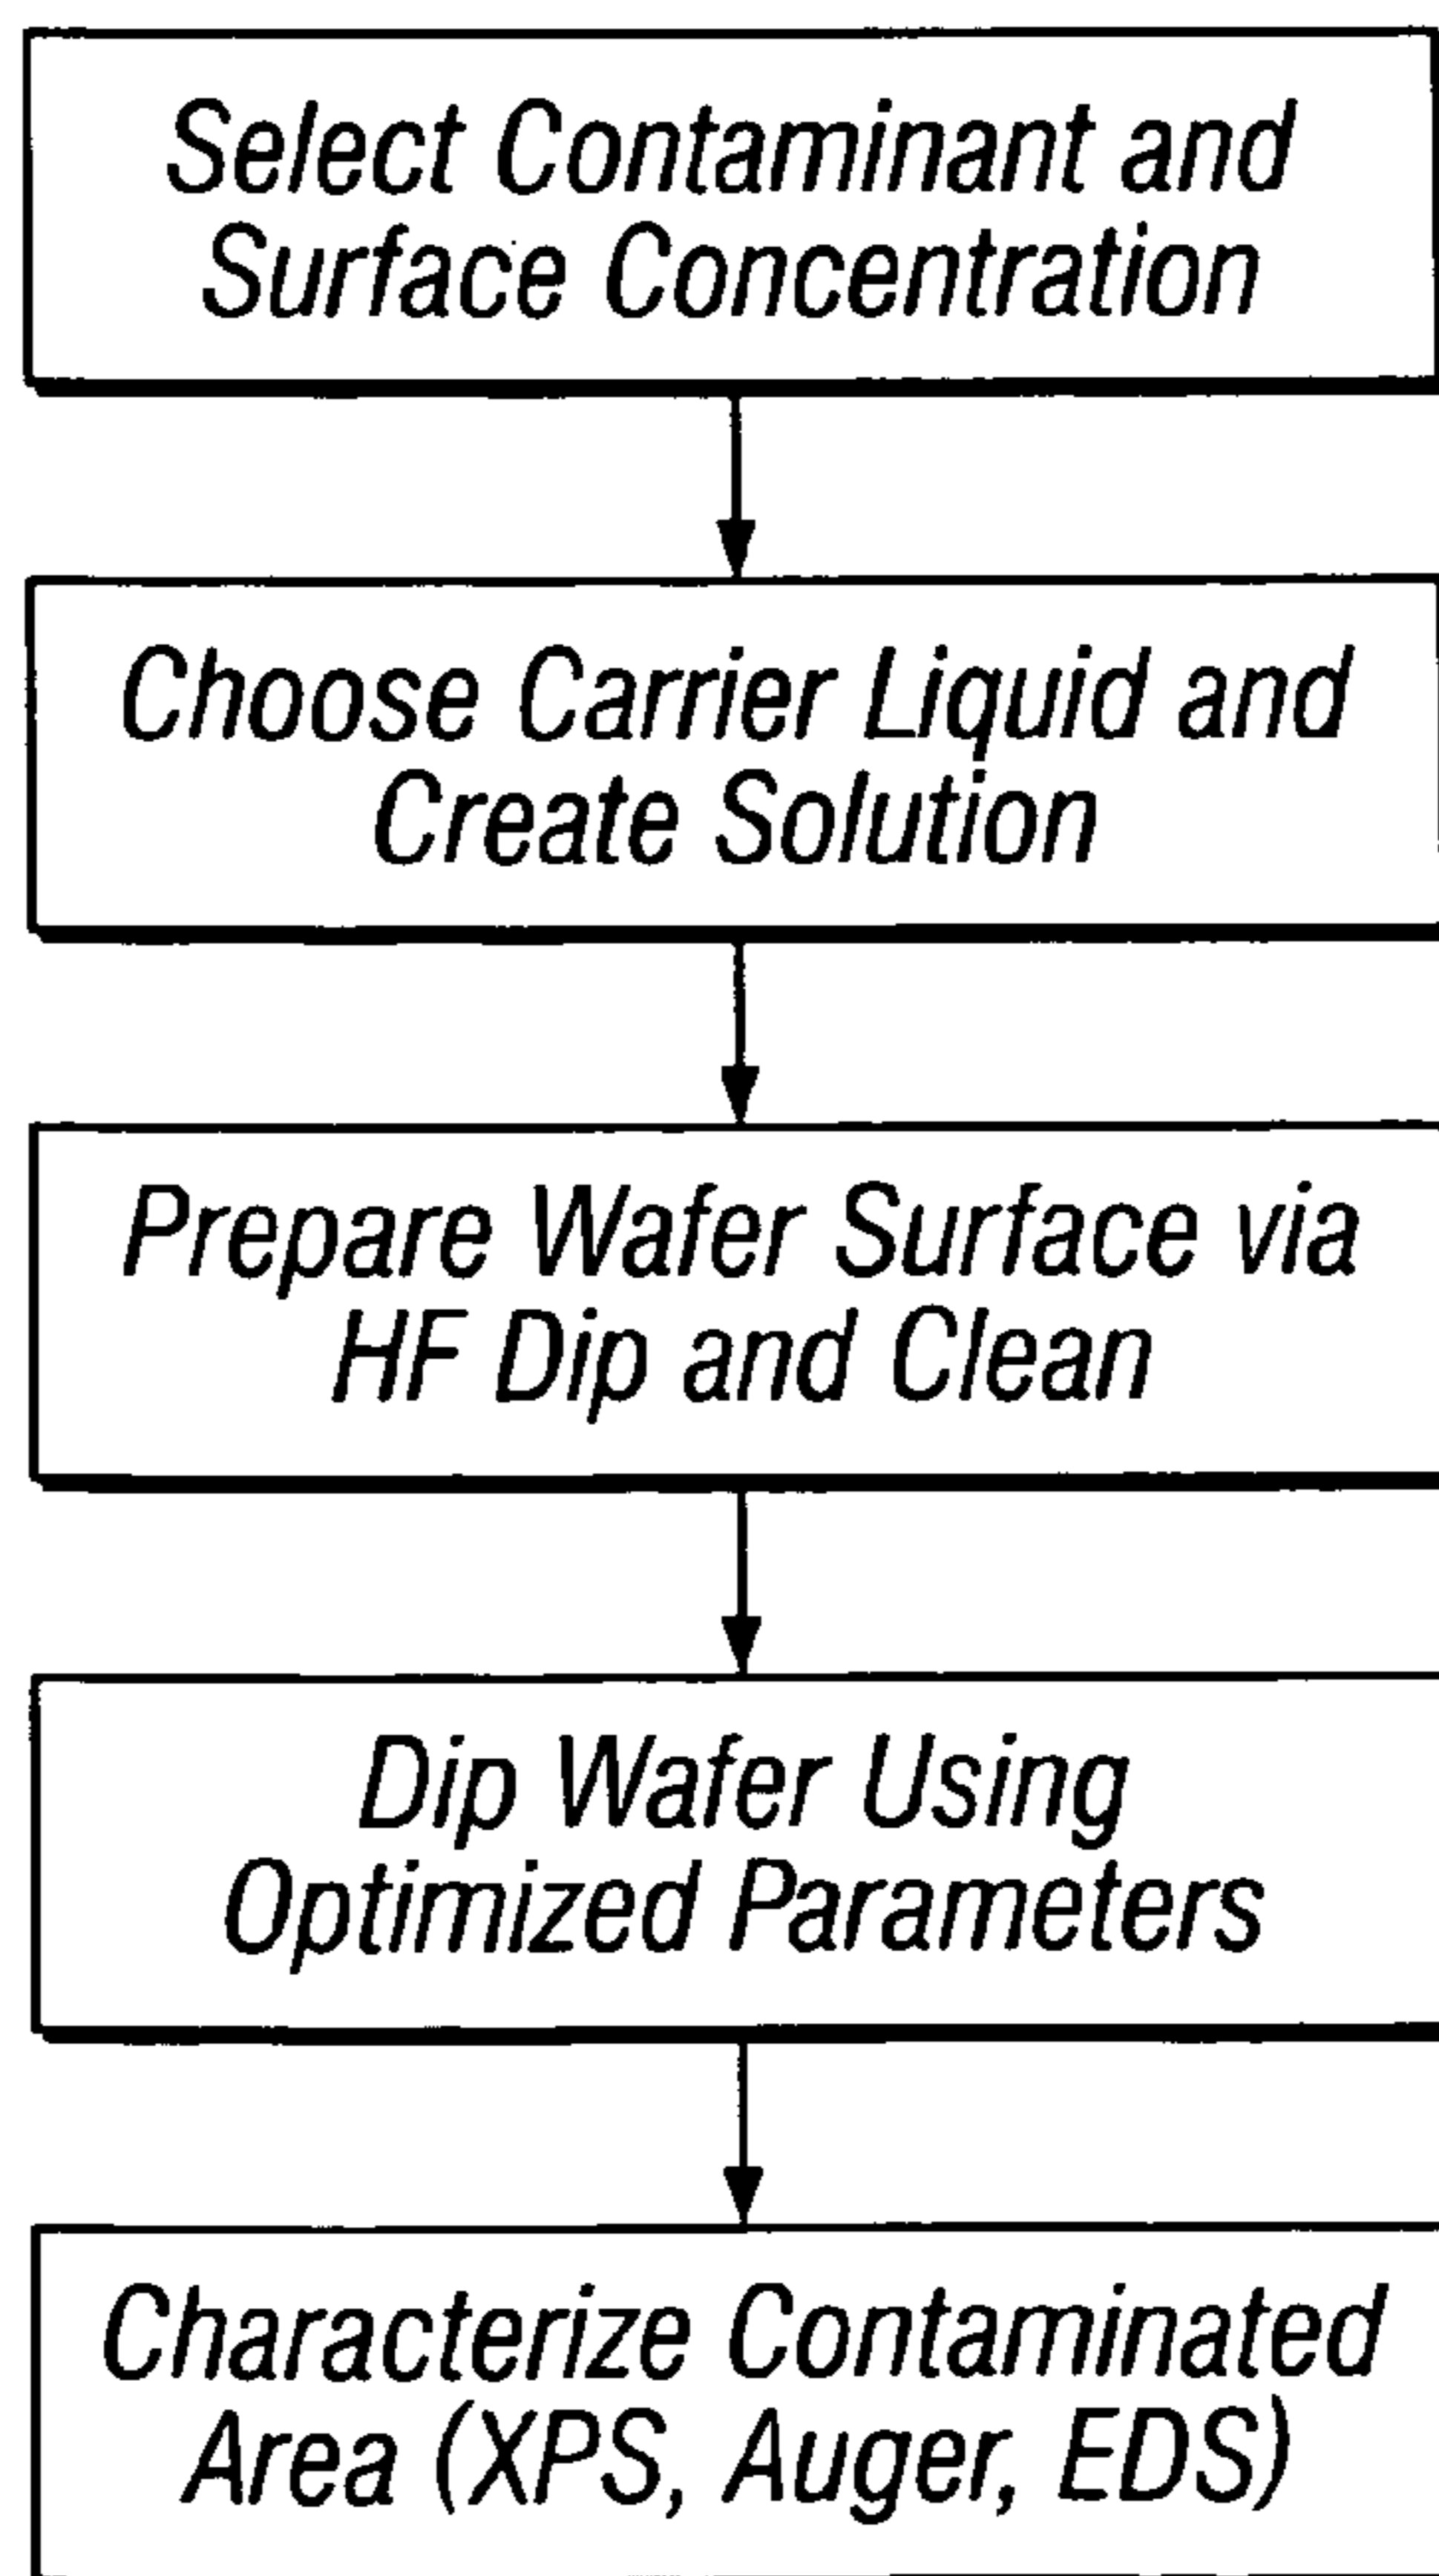 Select Contaminant and
Surface Concentration
Choose Carrier Liquid and
Create Solution
Prepare Wafer Surface via
HF Dip and Clean
Dip Wafer Using
Optimized Parameters
Characterize Contaminated
Area (XPS, Auger, EDS)